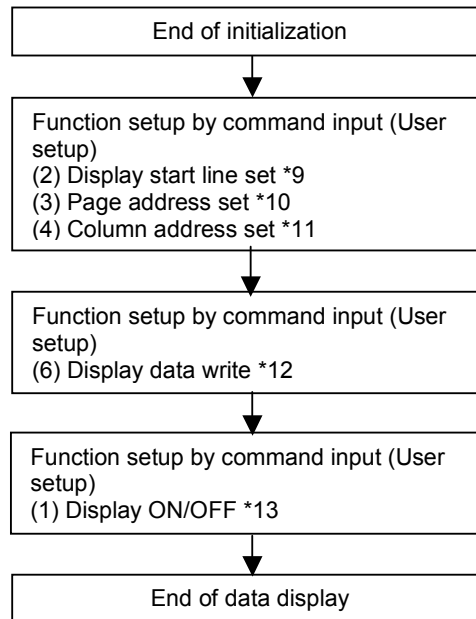 End of initialization
Function setup by command input (User
setup)
(2) Display start line set *9
(3) Page address set *10
(4) Column address set *11
Function setup by command input (User
setup)
(6) Display data write *12
Function setup by command input (User
setup)
(1) Display ON/OFF *13
End of data display